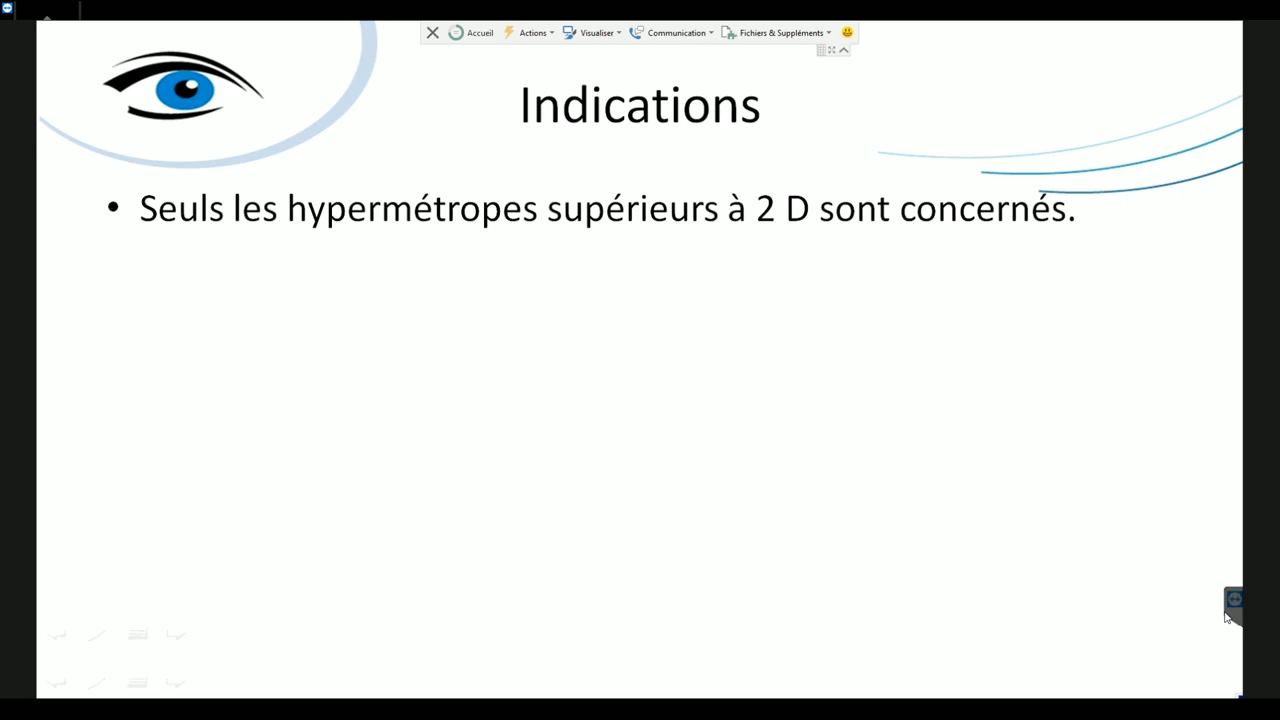 Accueil Actions Visualiser Communication Fichiers & Suppléments
Indications
• Seuls les hypermétropes supérieurs à 2 D sont concernés.